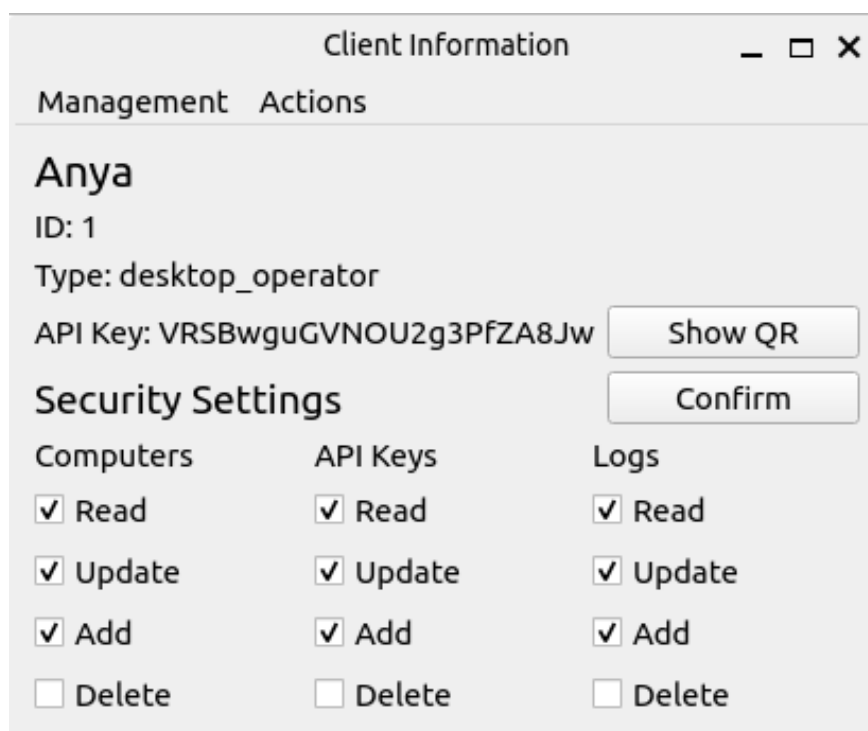 Client Information
Management Actions
Anya
ID: 1
Type: desktop_operator
API Key: VRSBwguGVNOU2g3PfZA8Jw Show QR
Security Settings Confirm
Computers API Keys Logs
Read Read Read
Update Update Update
Add Add Add
Delete Delete Delete